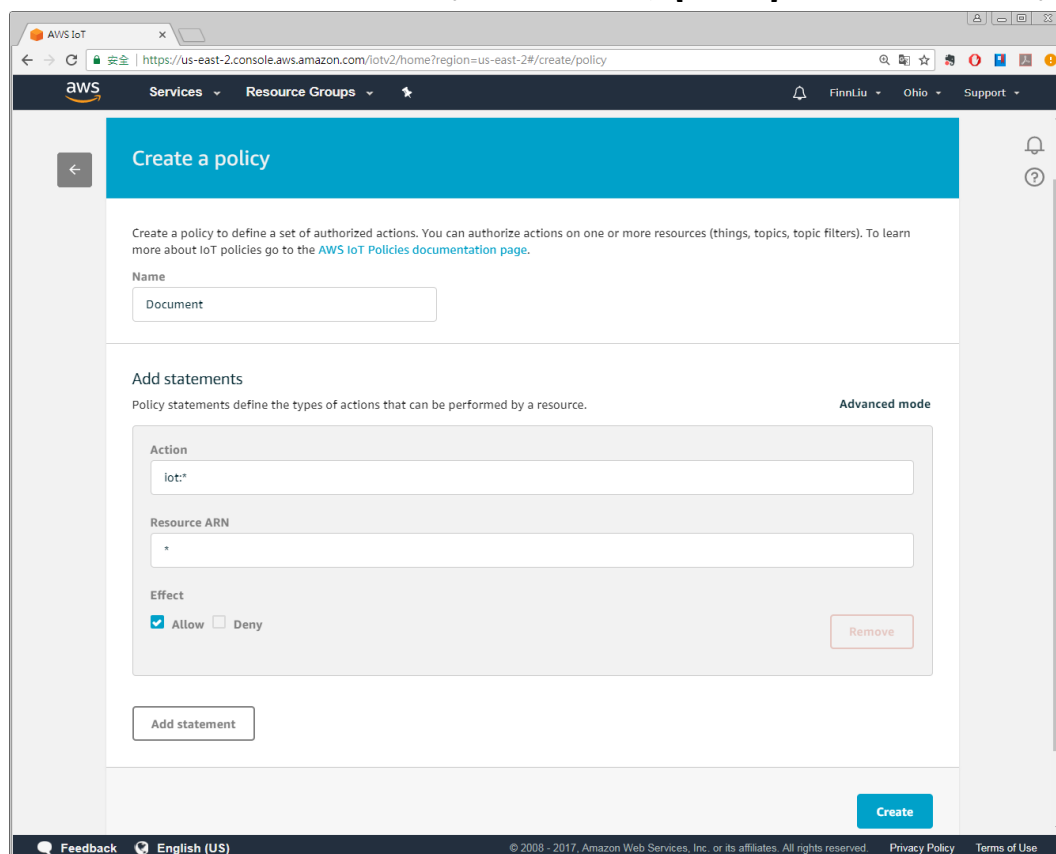 AWS IoT
安全 | https://us-east-2.console.aws.amazon.com/iotv2/home?region=us-east-2#/create/policy
aws Services Resource Groups FinnLiu Ohio Support
Create a policy
Create a policy to define a set of authorized actions. You can authorize actions on one or more resources (things, topics, topic filters). To learn
more about IoT policies go to the AWS IoT Policies documentation page.
Name
Document
Add statements
Policy statements define the types of actions that can be performed by a resource. Advanced mode
Action
iot:*
Resource ARN
*
Effect
Allow Deny
Remove
Add statement
Create
Feedback English (US) © 2008 - 2017, Amazon Web Services, Inc. or its affiliates. All rights reserved. Privacy Policy Terms of Use